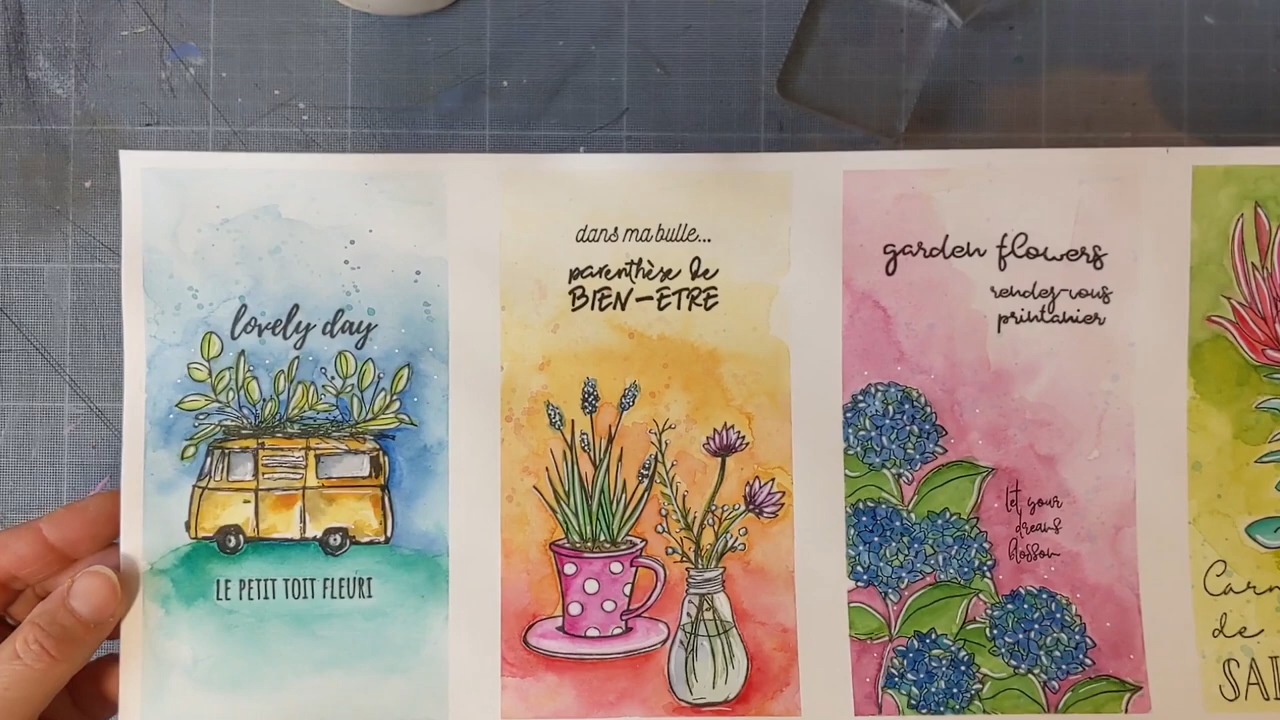 lovely day
LE PETIT TOIT FLEURI
dans ma bulle...
parenthèse de
BIEN-ETRE
garden flowers
rendez-vous
printanier
let your
dreams
blossom
de